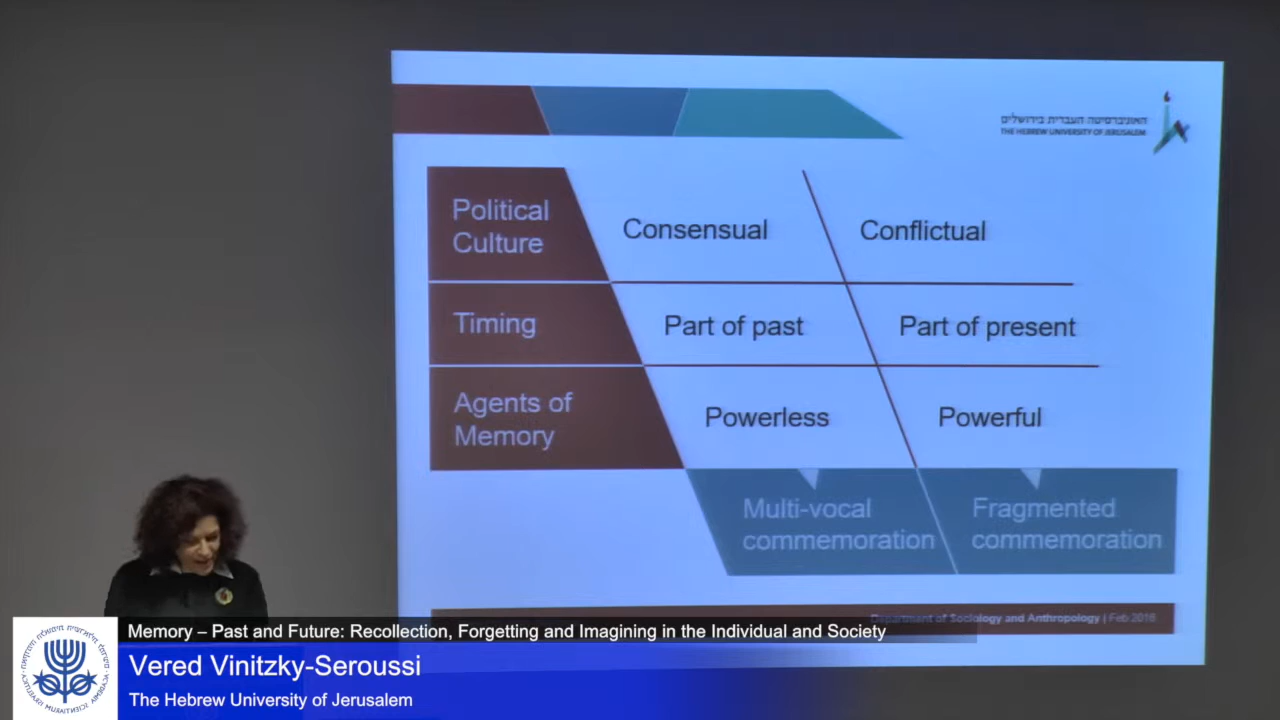 האוניברסיטה העברית בירושלים
THE HEBREW UNIVERSITY OF JERUSALEM
Political
Culture
Consensual
Conflictual
Timing
Part of past
Part of present
Agents of
Memory
Powerless
Powerful
Multi-vocal
commemoration
Fragmented
commemoration
Department of Sociology and Anthropology | Feb 2016
Memory – Past and Future: Recollection, Forgetting and Imagining in the Individual and Society
Vered Vinitzky-Seroussi
The Hebrew University of Jerusalem